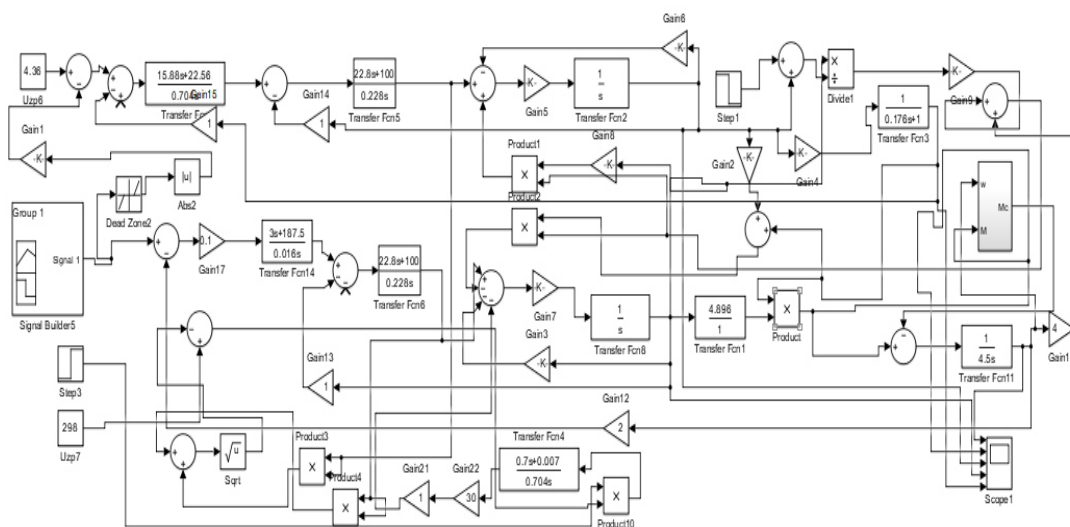 Gain6
4.36
Uzp6
15.88s+22.56
0.704s
Transfer Fc
Gain15
1
Gain14
1
22.8s+100
0.228s
Transfer Fcn5
-K-
Gain5
1
s
Transfer Fcn2
Step1
×
÷
Divide1
-K-
Gain9
1
0.176s+1
Transfer Fcn3
Gain1
-K-
Product1
×
Gain8
-K-
-K-
Gain2
-K-
Gain4
Dead Zone2
|u|
Abs2
Product2
×
w
M
Mc
Group 1
Signal 1
Signal Builder5
0.1
Gain17
3s+187.5
0.016s
Transfer Fcn14
22.8s+100
0.228s
Transfer Fcn6
-K-
Gain7
1
s
Transfer Fcn8
4.896
1
Transfer Fcn1
×
Product
1
4.5s
Transfer Fcn11
4
Gain1
Gain3
-K-
Gain13
1
Step3
298
Uzp7
√u
Sqrt
Gain12
2
Product3
×
Product4
×
Gain21
1
Gain22
30
Transfer Fcn4
0.7s+0.007
0.704s
×
Product10
Scope1